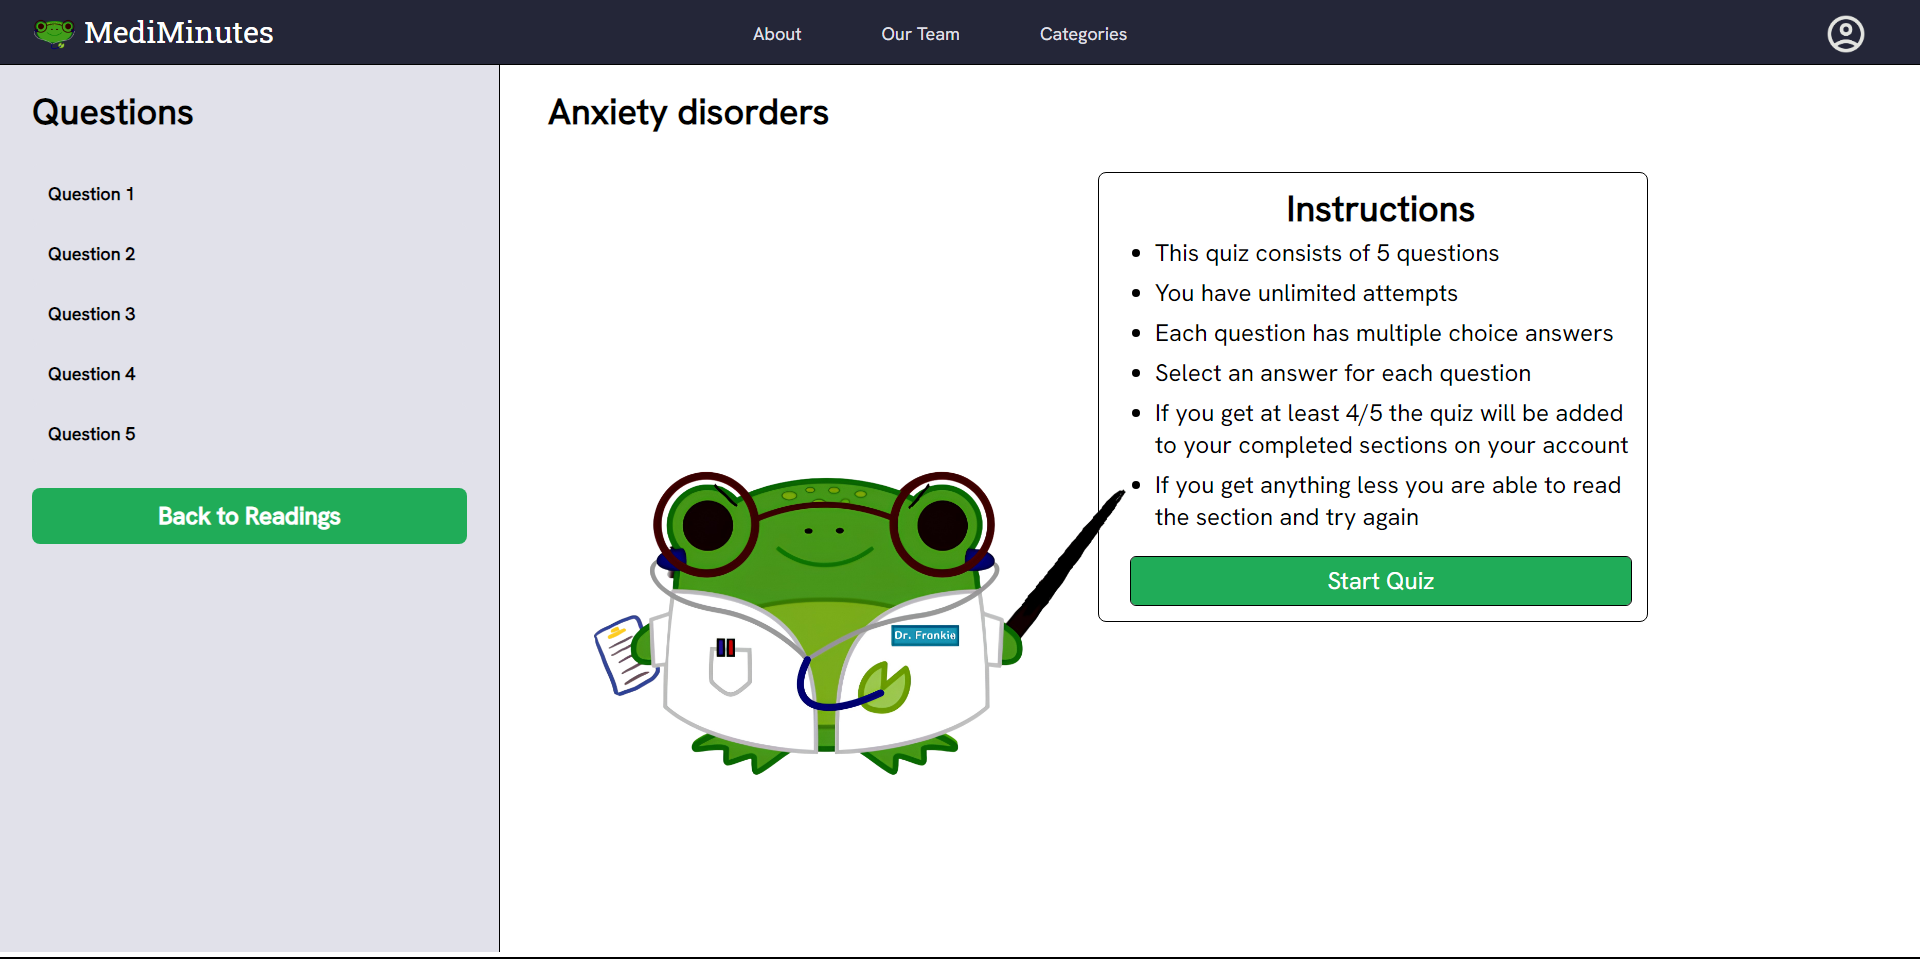 MediMinutes
About
Our Team
Categories
Questions
Question 1
Question 2
Question 3
Question 4
Question 5
Back to Readings
Anxiety disorders
Instructions
This quiz consists of 5 questions
You have unlimited attempts
Each question has multiple choice answers
Select an answer for each question
If you get at least 4/5 the quiz will be added
to your completed sections on your account
If you get anything less you are able to read
the section and try again
Start Quiz
Dr. Frankie